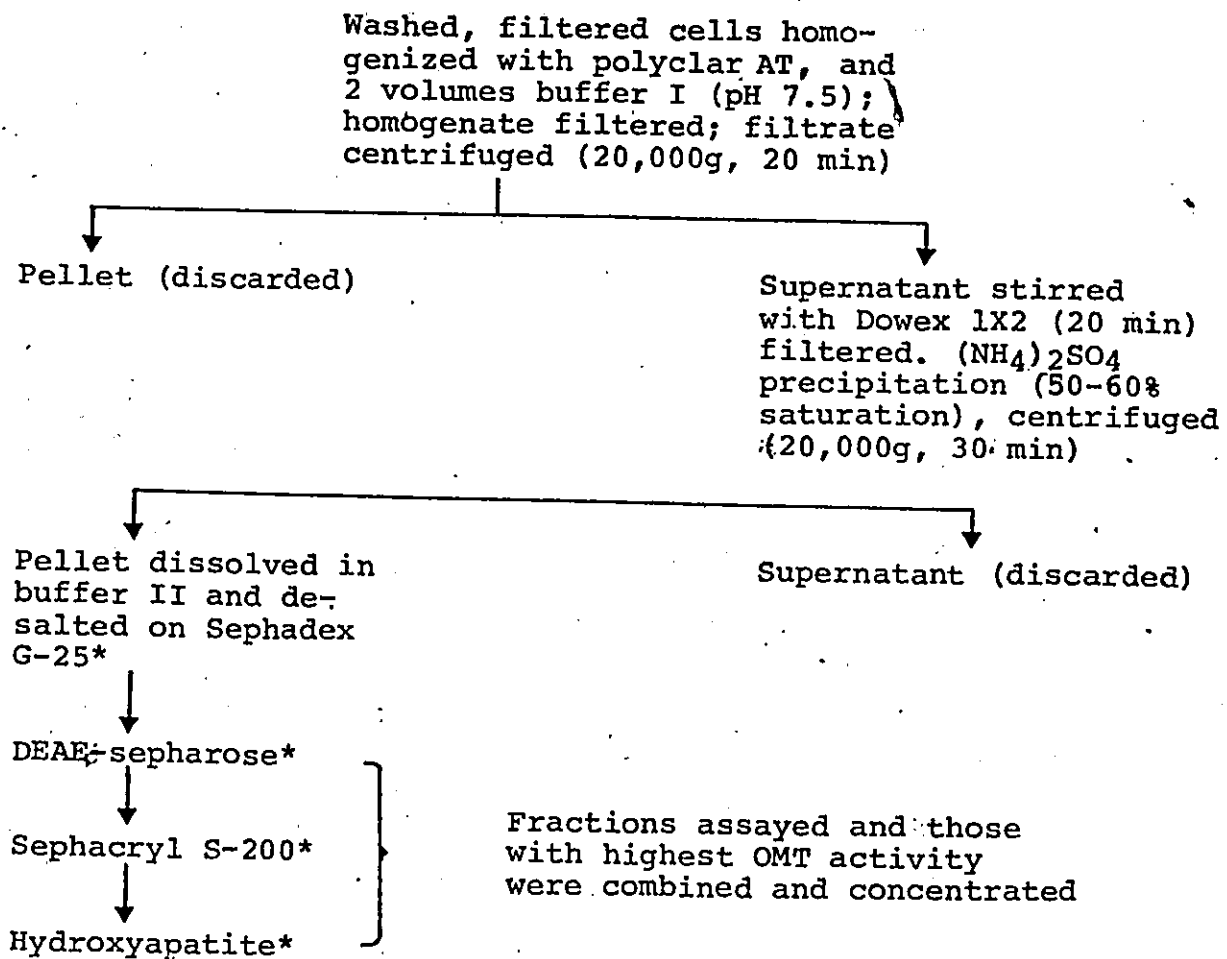 Washed, filtered cells homo-
genized with polyclar AT, and
2 volumes buffer I (pH 7.5);
homogenate filtered; filtrate
centrifuged (20,000g, 20 min)
Pellet (discarded)
Supernatant stirred
with Dowex 1X2 (20 min)
filtered. (NH4)2SO4
precipitation (50-60%
saturation), centrifuged
(20,000g, 30 min)
Pellet dissolved in
buffer II and de-
salted on Sephadex
G-25*
Supernatant (discarded)
DEAE-sepharose*
Sephacryl S-200*
Hydroxyapatite*
Fractions assayed and those
with highest OMT activity
were combined and concentrated